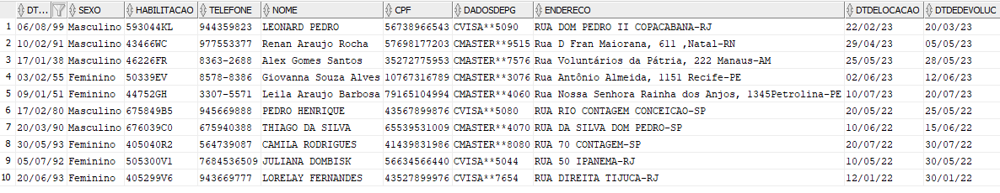 DT... SEXO HABILITACAO TELEFONE NOME CPF DADOSDEPG ENDERECO DTDELOCACAO DTDEDEVOLUC
1 06/08/99 Masculino 593044KL 944359823 LEONARD PEDRO 56738966543 CVISA**5090 RUA DOM PEDRO II COPACABANA-RJ 22/02/23 20/03/23
2 10/02/91 Masculino 43466WC 977553377 Renan Araujo Rocha 57698177203 CMASTER**9515 Rua D Fran Maiorana, 611 ,Natal-RN 29/04/23 05/05/23
3 17/01/38 Masculino 46226FR 8363-2688 Alex Gomes Santos 35272775953 CMASTER**7576 Rua Voluntários da Pátria, 222 Manaus-AM 25/05/23 28/05/23
4 03/02/55 Feminino 50339EV 8578-8386 Giovanna Souza Alves 10767316789 CMASTER**3076 Rua Antônio Almeida, 1151 Recife-PE 02/06/23 12/06/23
5 09/01/51 Feminino 44752GH 3307-5571 Leila Araujo Barbosa 79165104994 CMASTER**4060 Rua Nossa Senhora Rainha dos Anjos, 1345Petrolina-PE 10/07/23 20/07/23
6 17/02/80 Masculino 675849B5 945669888 PEDRO HENRIQUE 43567899876 CVISA**5080 RUA RIO CONTAGEM CONCEICAO-SP 20/05/22 25/05/22
7 20/03/90 Masculino 676039C0 675940388 THIAGO DA SILVA 65539531009 CMASTER**4070 RUA DA SILVA DOM PEDRO-SP 10/06/22 15/06/22
8 30/05/93 Feminino 405040R2 564739087 CAMILA RODRIGUES 41439831986 CMASTER**8080 RUA 70 CONTAGEM-SP 20/07/22 30/07/22
9 05/07/92 Feminino 505300V1 7684536509 JULIANA DOMBISK 56634566440 CVISA**5044 RUA 50 IPANEMA-RJ 10/05/22 30/05/22
10 20/06/93 Feminino 405299V6 943669777 LORELAY FERNANDES 43527899976 CVISA**7654 RUA DIREITA TIJUCA-RJ 12/01/22 30/01/22